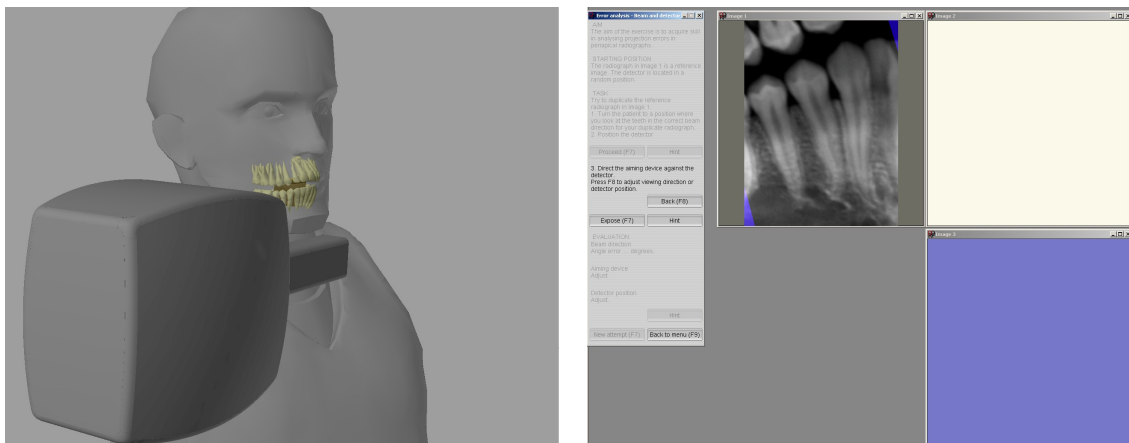 Error analysis - Beam and detector
AIM
The aim of the exercise is to acquire skill
in analyzing projection errors in
periapical radiographs.
STARTING POSITION
The radiograph in Image 1 is a reference
image. The detector is located in a
random position.
TASK
Try to duplicate the reference
radiograph in Image 1.
1. Turn the patient to a position where
you look at the teeth in the correct beam
direction for your duplicate radiograph.
2. Position the detector.
Proceed (F7)
Hint
3. Direct the aiming device against the
detector
Press F8 to adjust viewing direction or
detector position.
Back (F8)
Expose (F7)
Hint
EVALUATION
Beam direction
Angle error ... degrees
Aiming device
Adjust
Detector position
Adjust
Hint
New attempt (F7)
Back to menu (F9)
Image 1
Image 2
Image 3